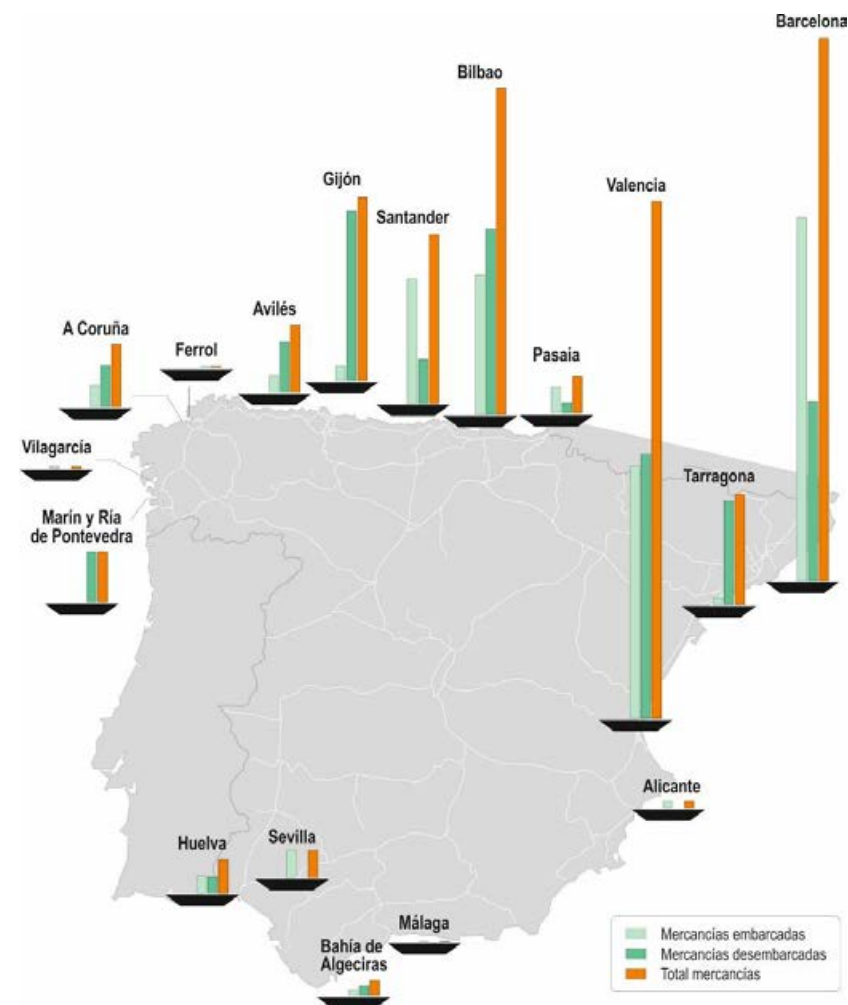 Barcelona
Bilbao
Gijón
Valencia
Santander
Avilés
A Coruña
Ferrol
Pasaia
Vilagarcía
Tarragona
Marín y Ría
de Pontevedra
Alicante
Sevilla
Huelva
Málaga
Bahía de
Algeciras
Mercancías embarcadas
Mercancías desembarcadas
Total mercancías